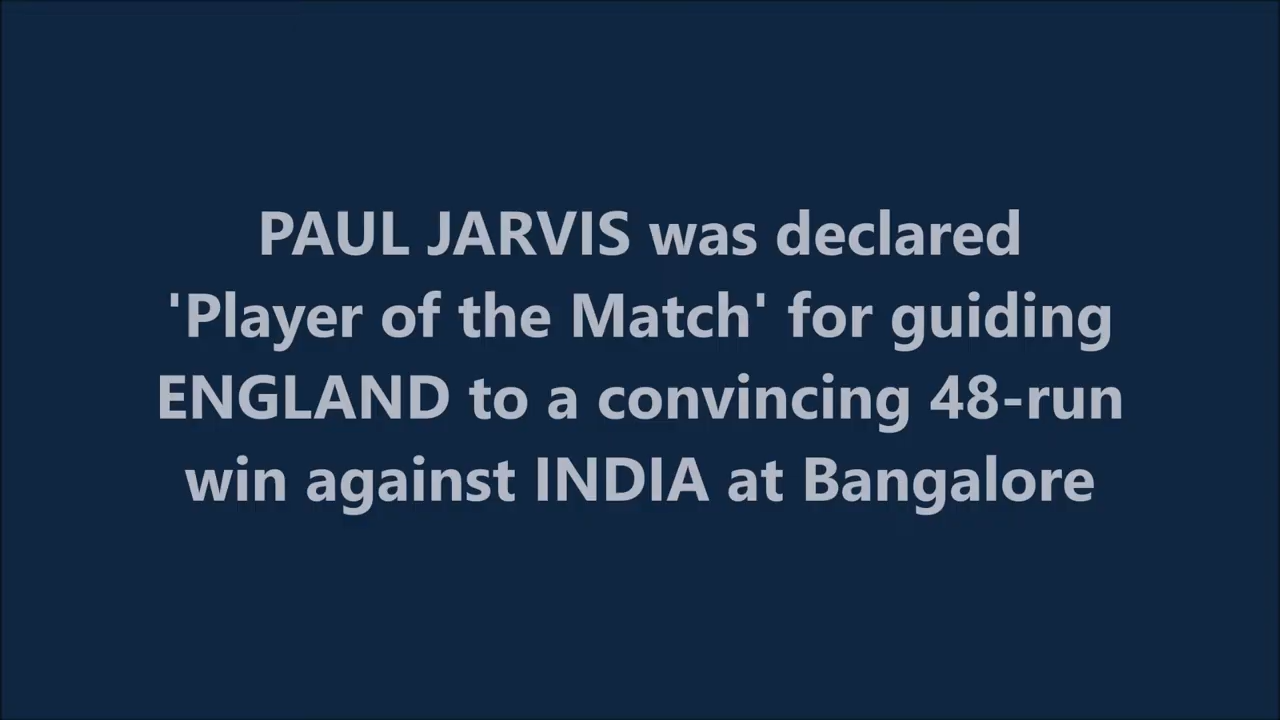 PAUL JARVIS was declared
'Player of the Match' for guiding
ENGLAND to a convincing 48-run
win against INDIA at Bangalore